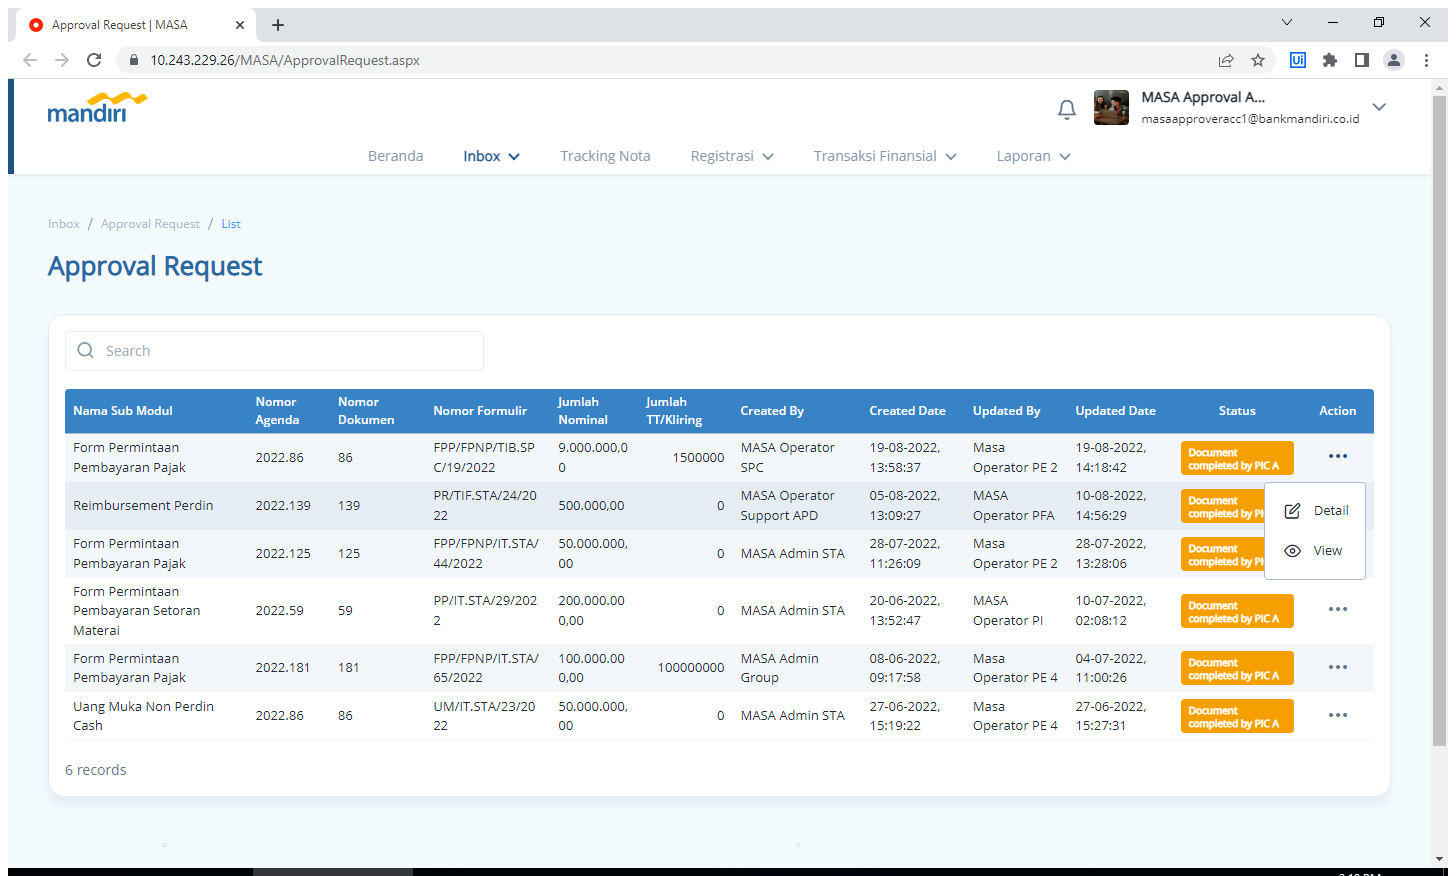 Approval Request | MASA
10.243.229.26/MASA/ApprovalRequest.aspx
Ui
mandiri
MASA Approval A...
masaapproveracc1@bankmandiri.co.id
Beranda Inbox Tracking Nota Registrasi Transaksi Finansial Laporan
Inbox / Approval Request / List
Approval Request
Search
Nama Sub Modul Nomor Agenda Nomor Dokumen Nomor Formulir Jumlah Nominal Jumlah TT/Kliring Created By Created Date Updated By Updated Date Status Action
Form Permintaan Pembayaran Pajak 2022.86 86 FPP/FPNP/TIB.SPC/19/2022 9.000.000,00 1500000 MASA Operator SPC 19-08-2022, 13:58:37 Masa Operator PE 2 19-08-2022, 14:18:42 Document completed by PIC A
Reimbursement Perdin 2022.139 139 PR/TIF.STA/24/2022 500.000,00 0 MASA Operator Support APD 05-08-2022, 13:09:27 MASA Operator PFA 10-08-2022, 14:56:29 Document completed by PI
Detail
View
Form Permintaan Pembayaran Pajak 2022.125 125 FPP/FPNP/IT.STA/44/2022 50.000.000,00 0 MASA Admin STA 28-07-2022, 11:26:09 Masa Operator PE 2 28-07-2022, 13:28:06 Document completed by PI
Form Permintaan Pembayaran Setoran Materai 2022.59 59 PP/IT.STA/29/2022 200.000.000,00 0 MASA Admin STA 20-06-2022, 13:52:47 MASA Operator PI 10-07-2022, 02:08:12 Document completed by PIC A
Form Permintaan Pembayaran Pajak 2022.181 181 FPP/FPNP/IT.STA/65/2022 100.000.000,00 100000000 MASA Admin Group 08-06-2022, 09:17:58 Masa Operator PE 4 04-07-2022, 11:00:26 Document completed by PIC A
Uang Muka Non Perdin Cash 2022.86 86 UM/IT.STA/23/2022 50.000.000,00 0 MASA Admin STA 27-06-2022, 15:19:22 Masa Operator PE 4 27-06-2022, 15:27:31 Document completed by PIC A
6 records